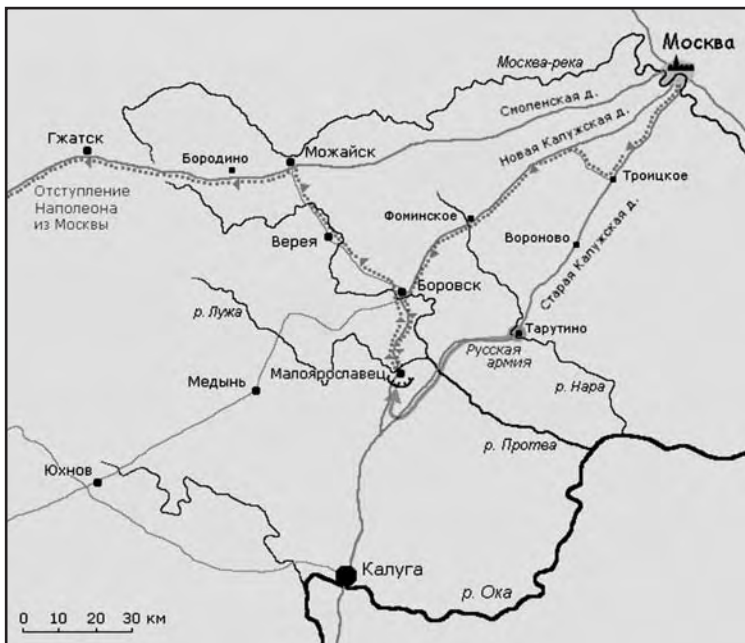 Москва
Москва-река
Смоленская д.
Гжатск
Новая Калужская д.
Бородино
Можайск
Троицкое
Отступление
Наполеона
из Москвы
Фоминское
Верея
Вороново
Старая Калужская д.
Боровск
р. Лужа
Тарутино
Русская
армия
Малоярославец
Медынь
р. Нара
р. Протва
Юхнов
Калуга
р. Ока
0 10 20 30 км